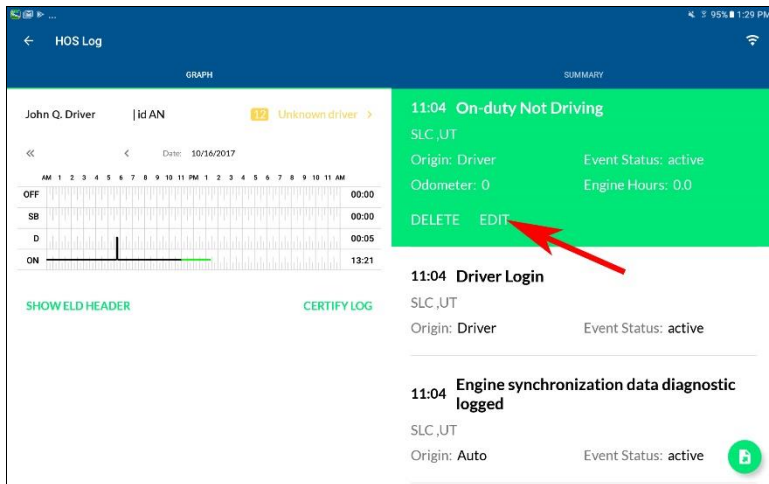 95% 1:29 PM
HOS Log
GRAPH
SUMMARY
John Q. Driver | id AN
12 Unknown driver >
« < Date: 10/16/2017
AM 1 2 3 4 5 6 7 8 9 10 11 PM 1 2 3 4 5 6 7 8 9 10 11 AM
OFF 00:00
SB 00:00
D 00:05
ON 13:21
SHOW ELD HEADER
CERTIFY LOG
11:04 On-duty Not Driving
SLC ,UT
Origin: Driver Event Status: active
Odometer: 0 Engine Hours: 0.0
DELETE EDIT
11:04 Driver Login
SLC ,UT
Origin: Driver Event Status: active
11:04 Engine synchronization data diagnostic
logged
SLC ,UT
Origin: Auto Event Status: active